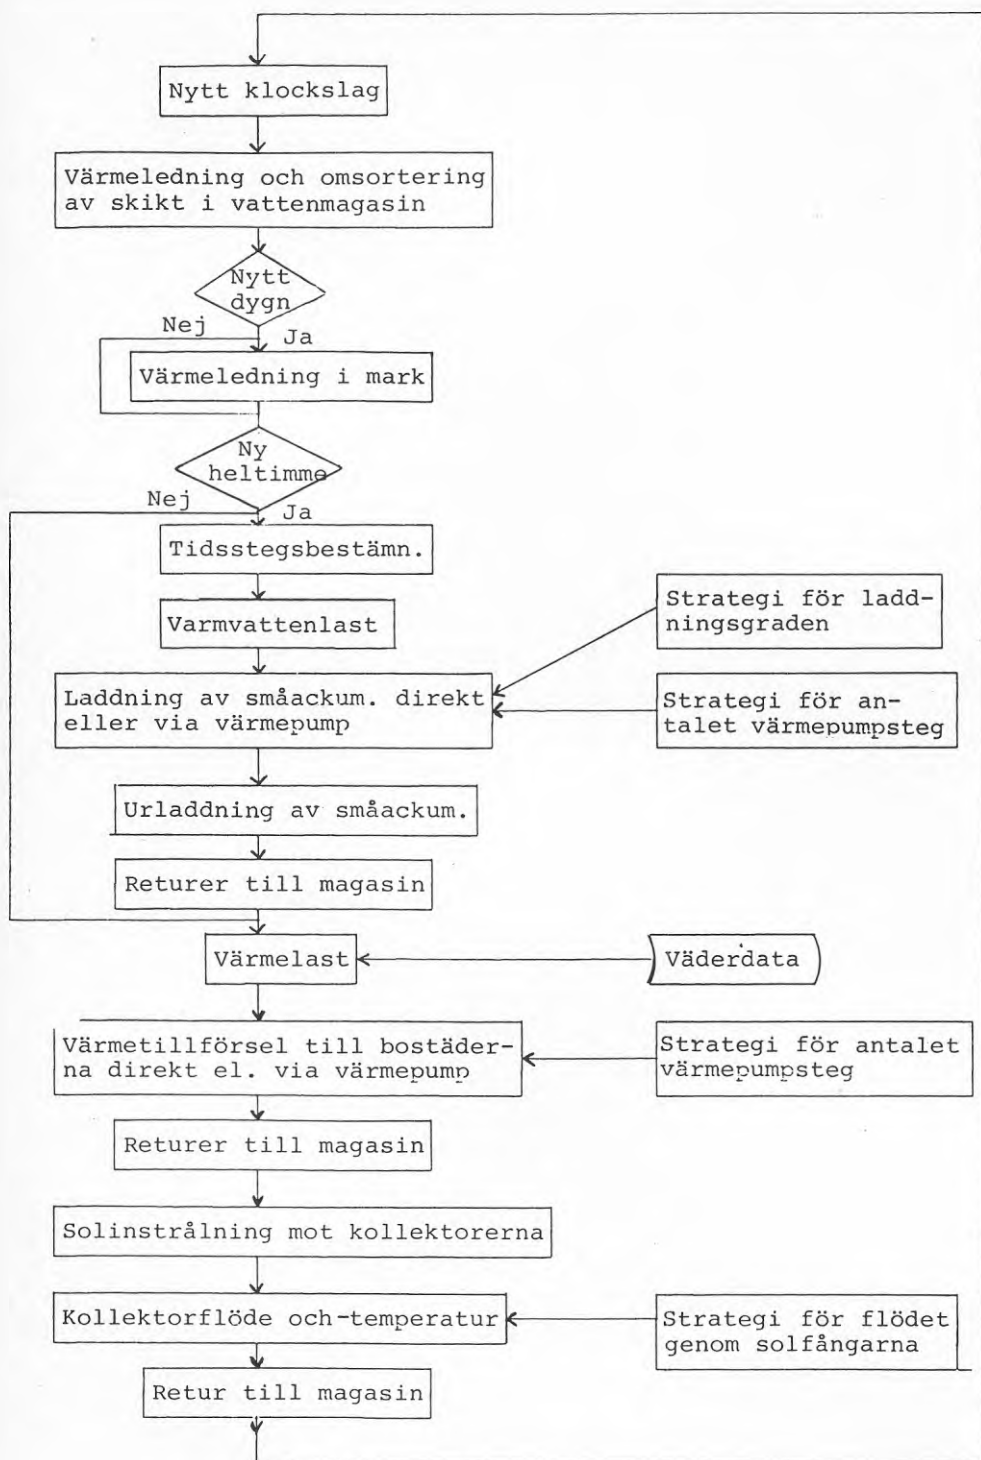 Nytt klockslag
Värmeledning och omsortering
av skikt i vattenmagasin
Nytt
dygn
Nej
Ja
Värmeledning i mark
Ny
heltimme
Nej
Ja
Tidsstegsbestämn.
Varmvattenlast
Strategi för ladd-
ningsgraden
Laddning av småackum. direkt
eller via värmepump
Strategi för an-
talet värmepumpsteg
Urladdning av småackum.
Returer till magasin
Värmelast
Väderdata
Värmetillförsel till bostäder-
na direkt el. via värmepump
Strategi för antalet
värmepumpsteg
Returer till magasin
Solinstrålning mot kollektorerna
Kollektorflöde och-temperatur
Strategi för flödet
genom solfångarna
Retur till magasin